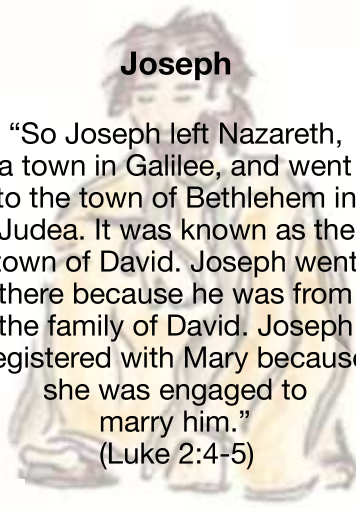 Joseph
“So Joseph left Nazareth,
a town in Galilee, and went
to the town of Bethlehem in
Judea. It was known as the
town of David. Joseph went
there because he was from
the family of David. Joseph
egistered with Mary because
she was engaged to
marry him.”
(Luke 2:4-5)